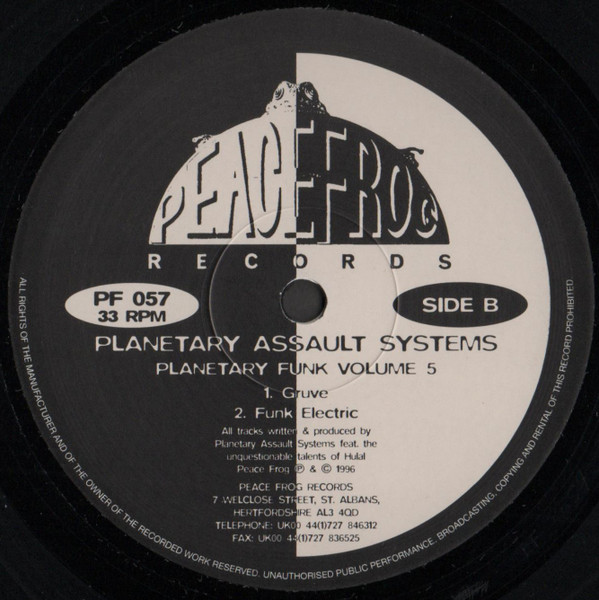 PEACEFROG
RECORDS
PF 057
33 RPM
SIDE B
PLANETARY ASSAULT SYSTEMS
PLANETARY FUNK VOLUME 5
1. Gruve
2. Funk Electric
All tracks written & produced by
Planetary Assault Systems feat. the
unquestionable talents of Hulal
Peace Frog ℗ & © 1996
PEACE FROG RECORDS
7 WELCLOSE STREET, ST. ALBANS,
HERTFORDSHIRE AL3 4QD
TELEPHONE: UK00 44(1)727 846312
FAX: UK00 44(1)727 836525
ALL RIGHTS OF THE MANUFACTURER AND OF THE OWNER OF THE RECORDED WORK RESERVED. UNAUTHORISED PUBLIC PERFORMANCE, BROADCASTING, COPYING AND RENTAL OF THIS RECORD PROHIBITED